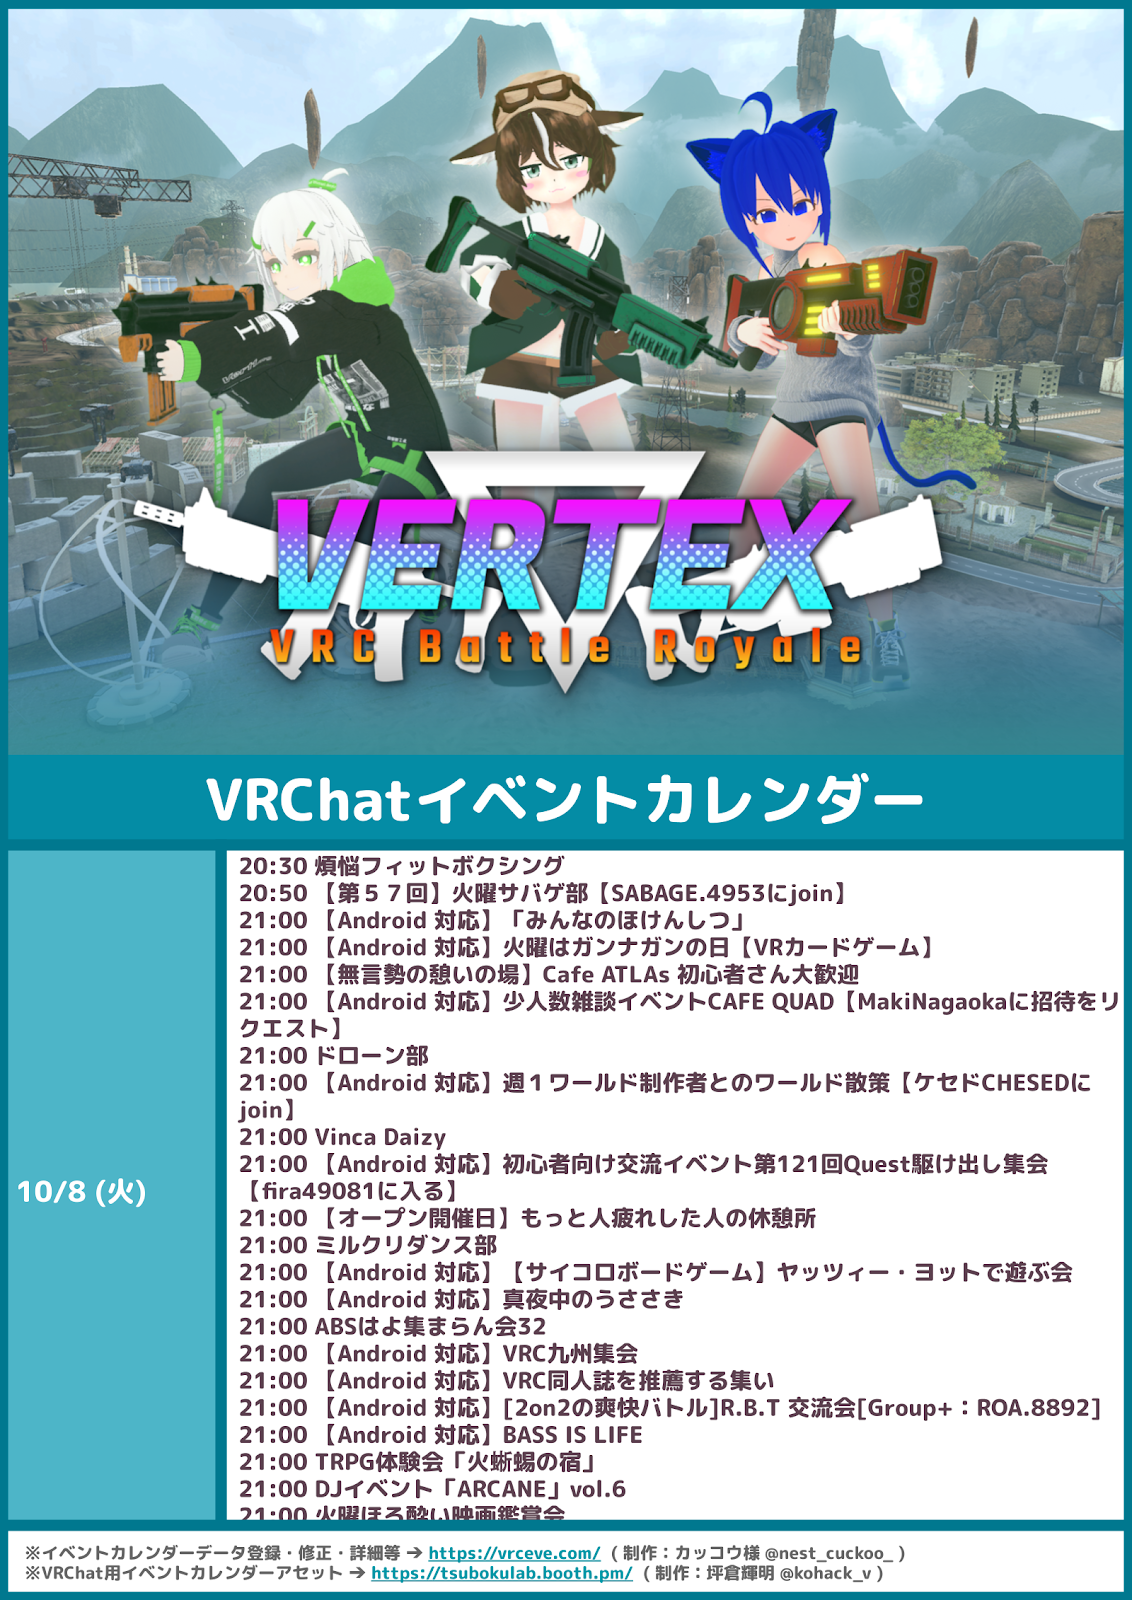 VERTEX
VRC Battle Royale
VRChatイベントカレンダー
10/8 (火)
20:30 煩悩フィットボクシング
20:50 【第５７回】火曜サバゲ部【SABAGE.4953にjoin】
21:00 【Android 対応】「みんなのほけんしつ」
21:00 【Android 対応】火曜はガンナガンの日【VRカードゲーム】
21:00 【無言勢の憩いの場】Cafe ATLAs 初心者さん大歓迎
21:00 【Android 対応】少人数雑談イベントCAFE QUAD【MakiNagaokaに招待をリ
クエスト】
21:00 ドローン部
21:00 【Android 対応】週１ワールド制作者とのワールド散策【ケセドCHESEDに
join】
21:00 Vinca Daizy
21:00 【Android 対応】初心者向け交流イベント第121回Quest駆け出し集会
【fira49081に入る】
21:00 【オープン開催日】もっと人疲れした人の休憩所
21:00 ミルクリダンス部
21:00 【Android 対応】【サイコロボードゲーム】ヤッツィー・ヨットで遊ぶ会
21:00 【Android 対応】真夜中のうささき
21:00 ABSはよ集まらん会32
21:00 【Android 対応】VRC九州集会
21:00 【Android 対応】VRC同人誌を推薦する集い
21:00 【Android 対応】[2on2の爽快バトル]R.B.T 交流会[Group+：ROA.8892]
21:00 【Android 対応】BASS IS LIFE
21:00 TRPG体験会「火蜥蜴の宿」
21:00 DJイベント「ARCANE」vol.6
21:00 火曜ほろ酔い映画鑑賞会
※イベントカレンダーデータ登録・修正・詳細等 → https://vrceve.com/ （ 制作：カッコウ様 @nest_cuckoo_ ）
※VRChat用イベントカレンダーアセット → https://tsubokulab.booth.pm/ （ 制作：坪倉輝明 @kohack_v ）